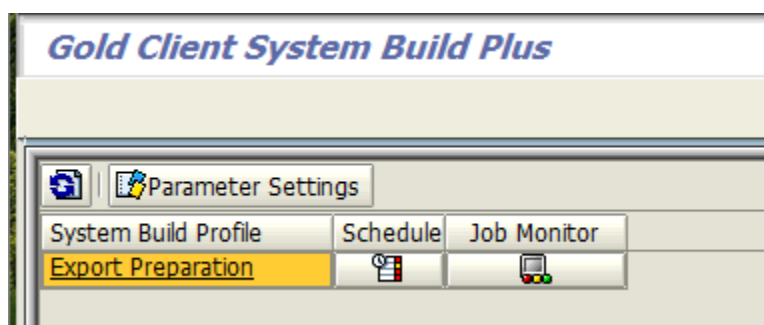 Gold Client System Build Plus
Parameter Settings
System Build Profile Schedule Job Monitor
Export Preparation